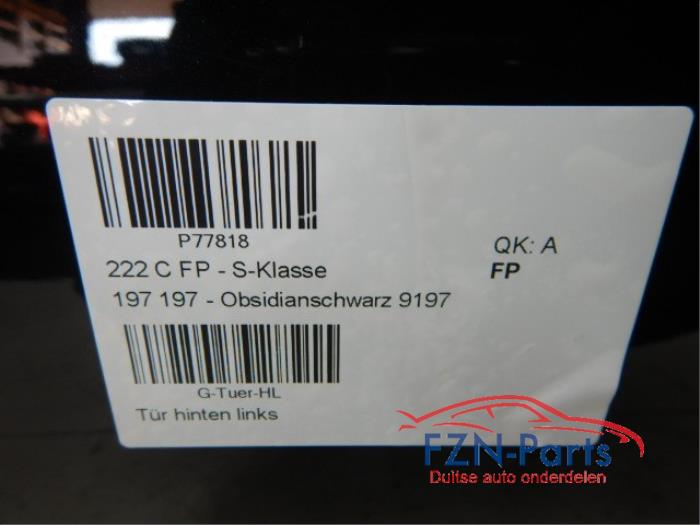 P77818
QK: A
222 C FP - S-Klasse
FP
197 197 - Obsidianschwarz 9197
G-Tuer-HL
Tür hinten links
FZN-Parts
Duitse auto onderdelen